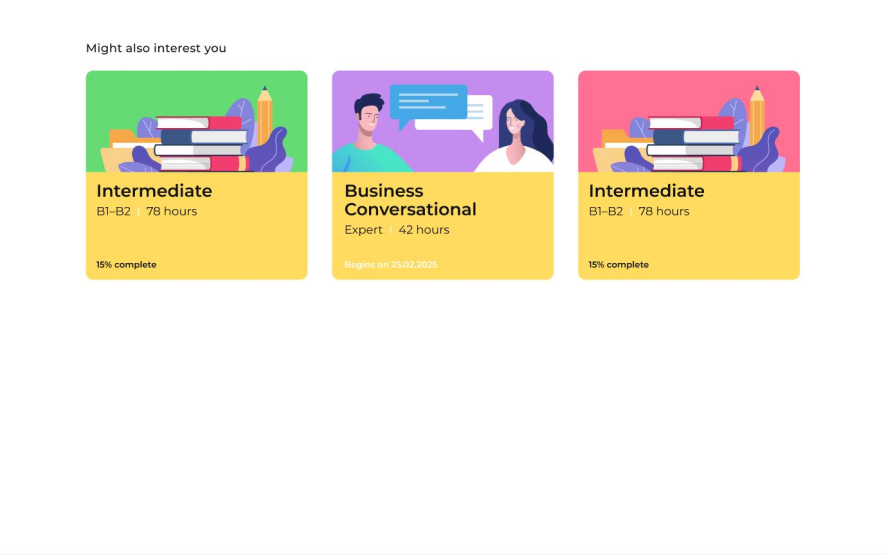 Might also interest you
Intermediate
B1–B2 | 78 hours
15% complete
Business
Conversational
Expert | 42 hours
Begins on 25.02.2025
Intermediate
B1–B2 | 78 hours
15% complete